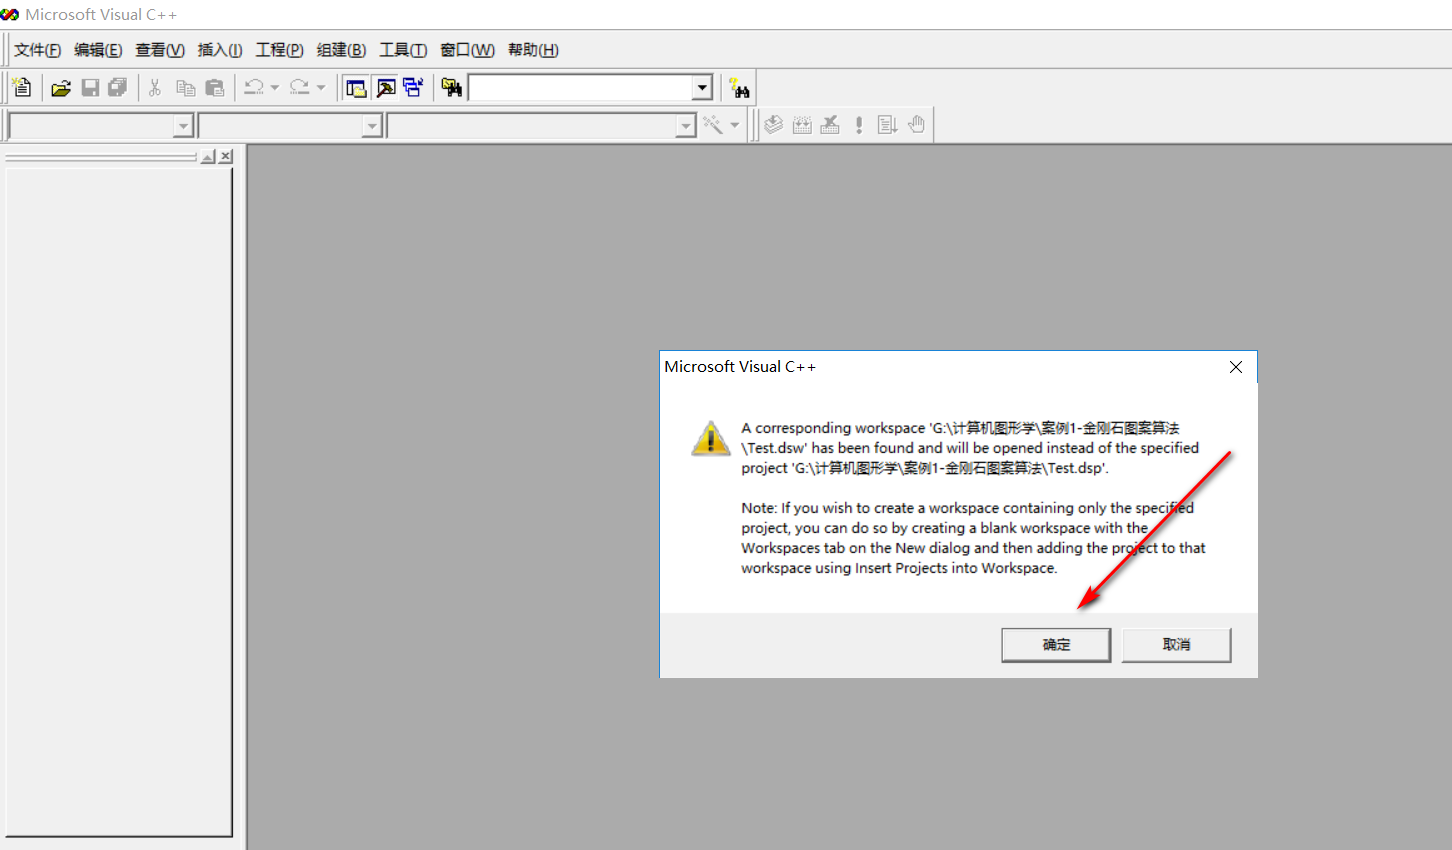 Microsoft Visual C++
文件(F) 编辑(E) 查看(V) 插入(I) 工程(P) 组建(B) 工具(T) 窗口(W) 帮助(H)
Microsoft Visual C++
A corresponding workspace 'G:\计算机图形学\案例1-金刚石图案算法
\Test.dsw' has been found and will be opened instead of the specified
project 'G:\计算机图形学\案例1-金刚石图案算法\Test.dsp'.
Note: If you wish to create a workspace containing only the specified
project, you can do so by creating a blank workspace with the
Workspaces tab on the New dialog and then adding the project to that
workspace using Insert Projects into Workspace.
确定 取消